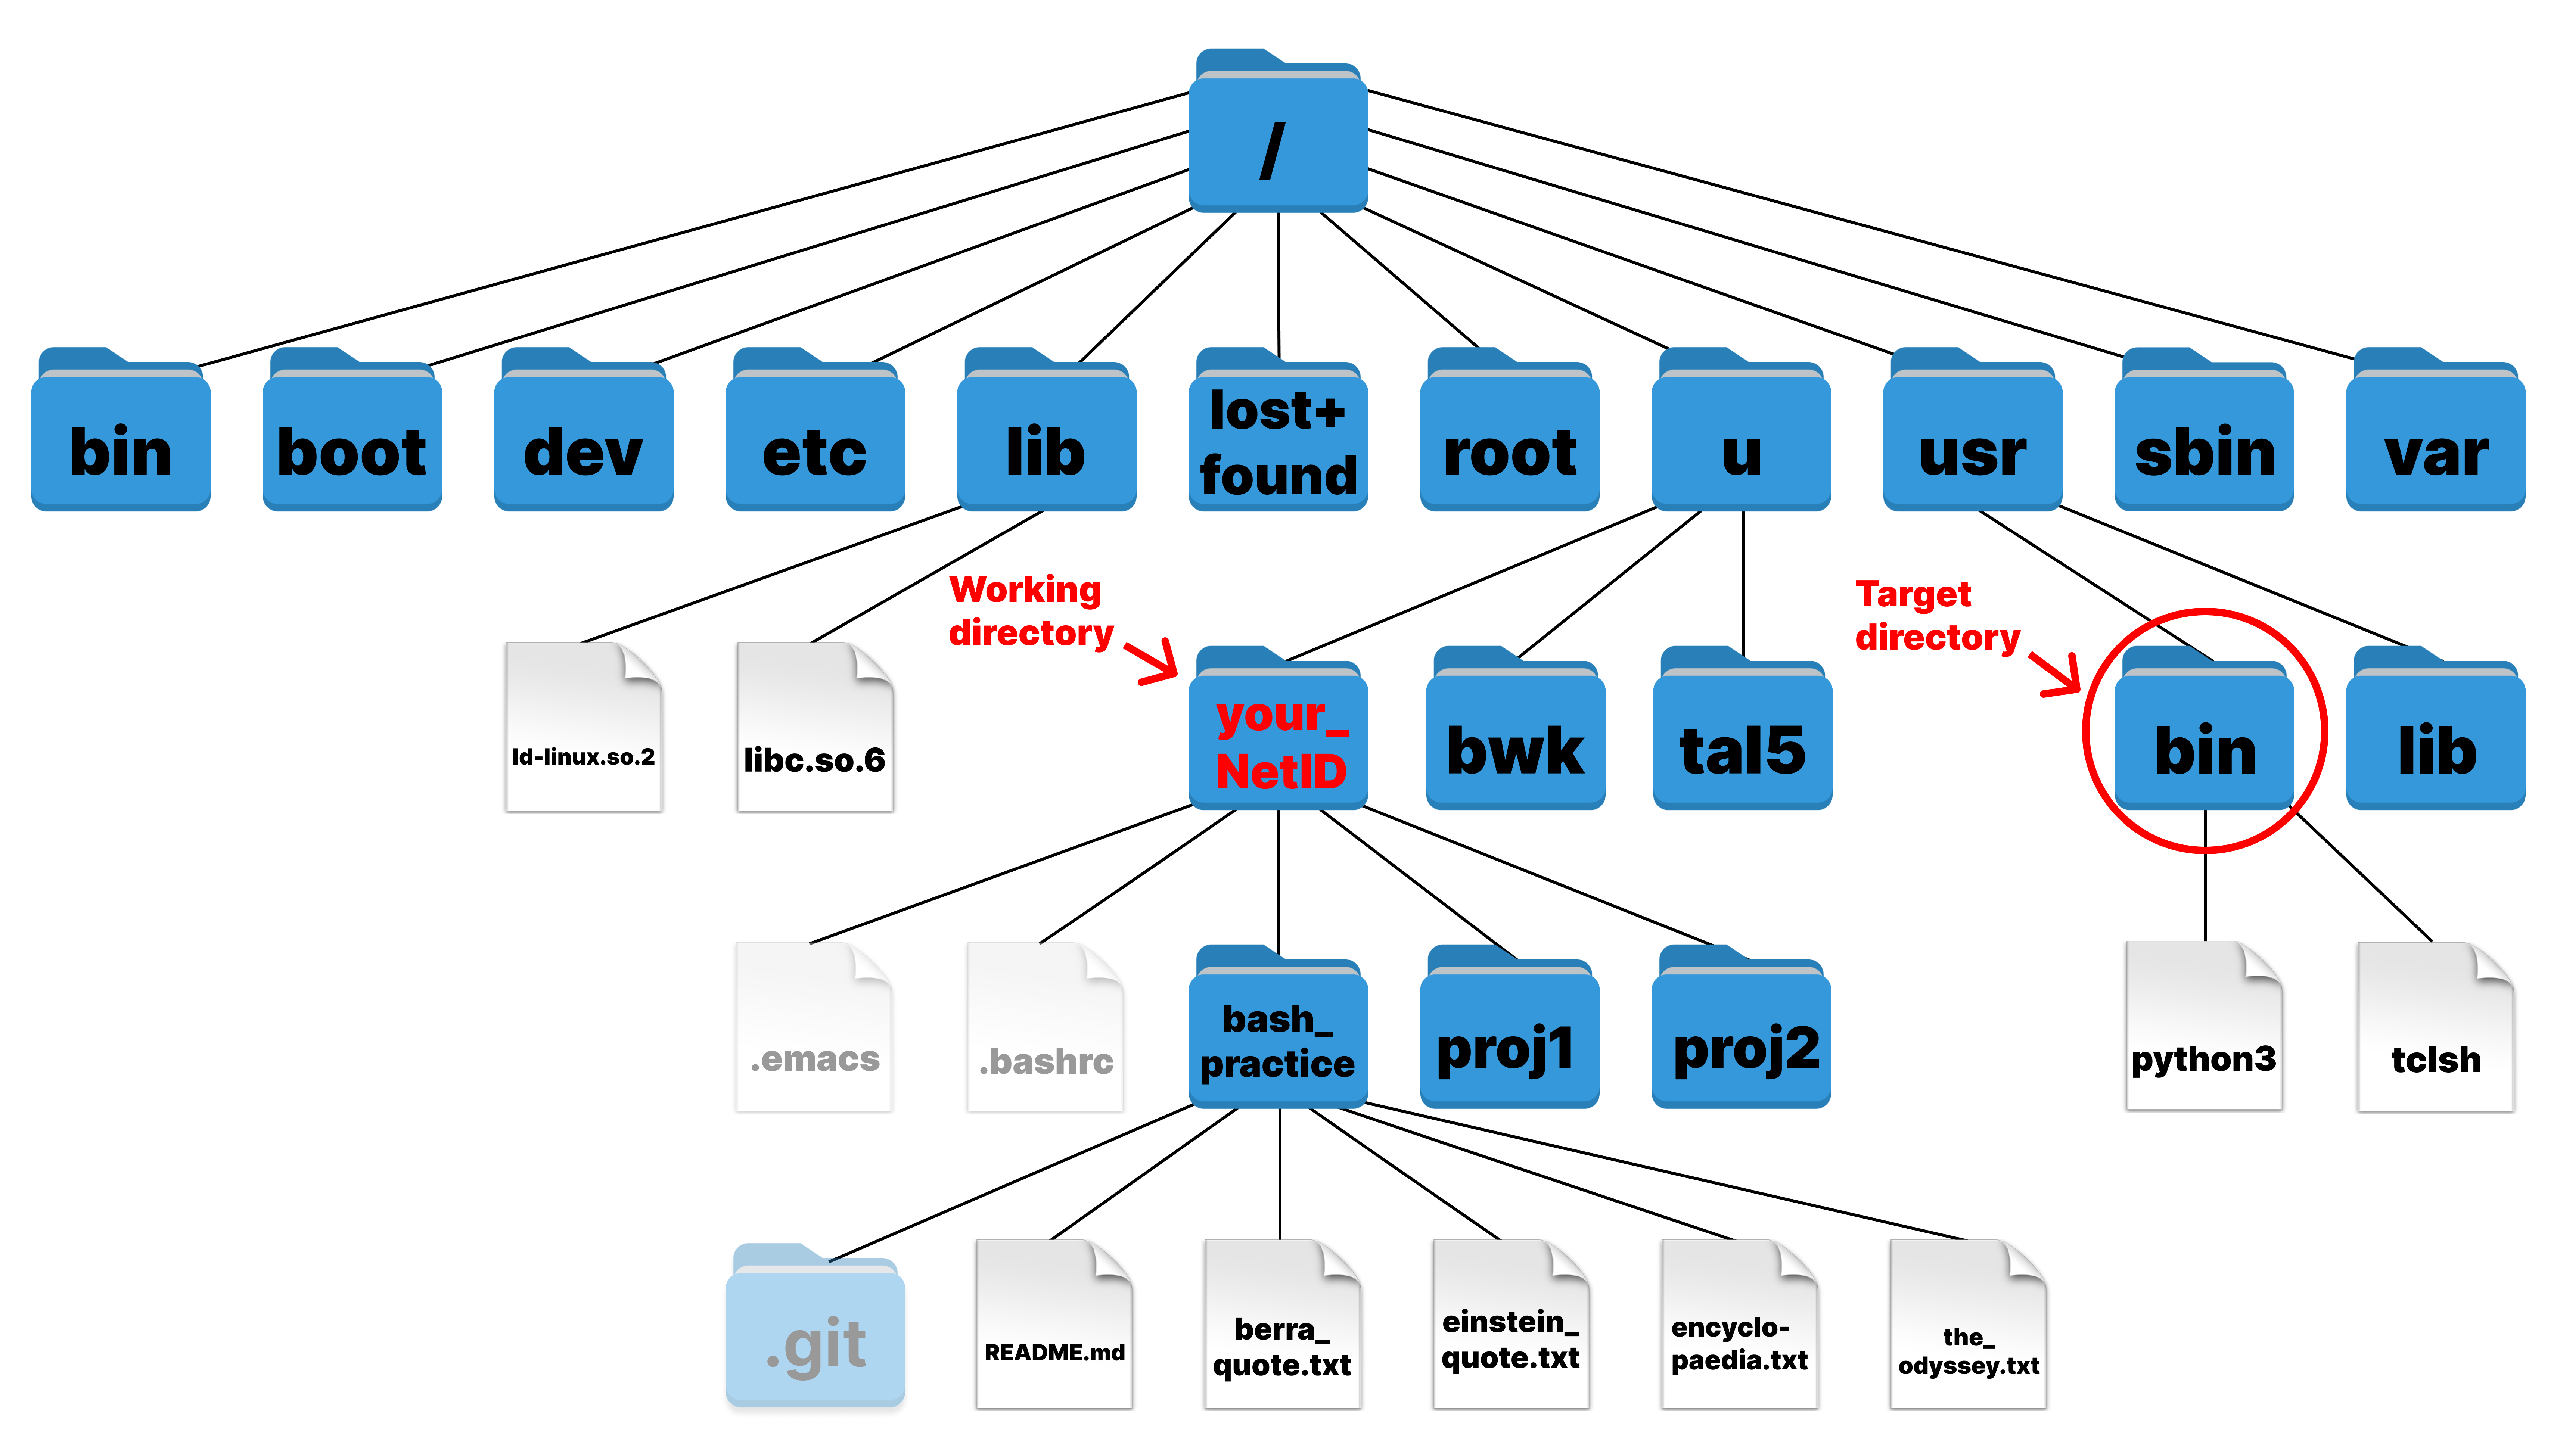 /
bin
boot
dev
etc
lib
lost+
found
root
u
usr
sbin
var
ld-linux.so.2
libc.so.6
Working
directory
your_
NetID
bwk
tal5
Target
directory
bin
lib
.emacs
.bashrc
bash_
practice
proj1
proj2
python3
tclsh
.git
README.md
berra_
quote.txt
einstein_
quote.txt
encyclo-
paedia.txt
the_
odyssey.txt